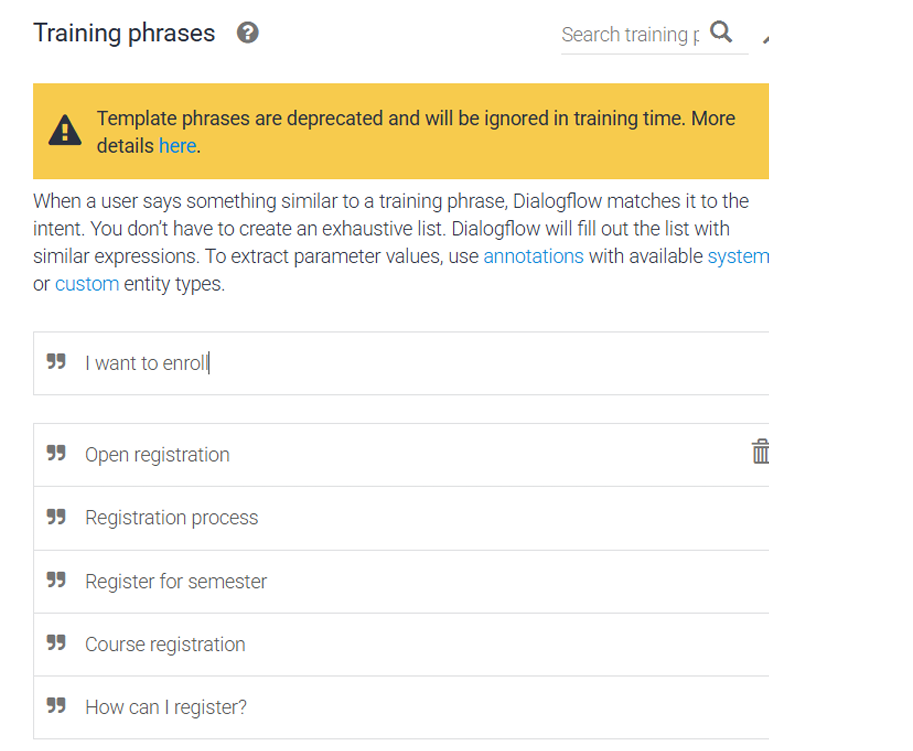 Training phrases ?
Search training
Template phrases are deprecated and will be ignored in training time. More
details here.
When a user says something similar to a training phrase, Dialogflow matches it to the
intent. You don't have to create an exhaustive list. Dialogflow will fill out the list with
similar expressions. To extract parameter values, use annotations with available system
or custom entity types.
I want to enroll
Open registration
Registration process
Register for semester
Course registration
How can I register?